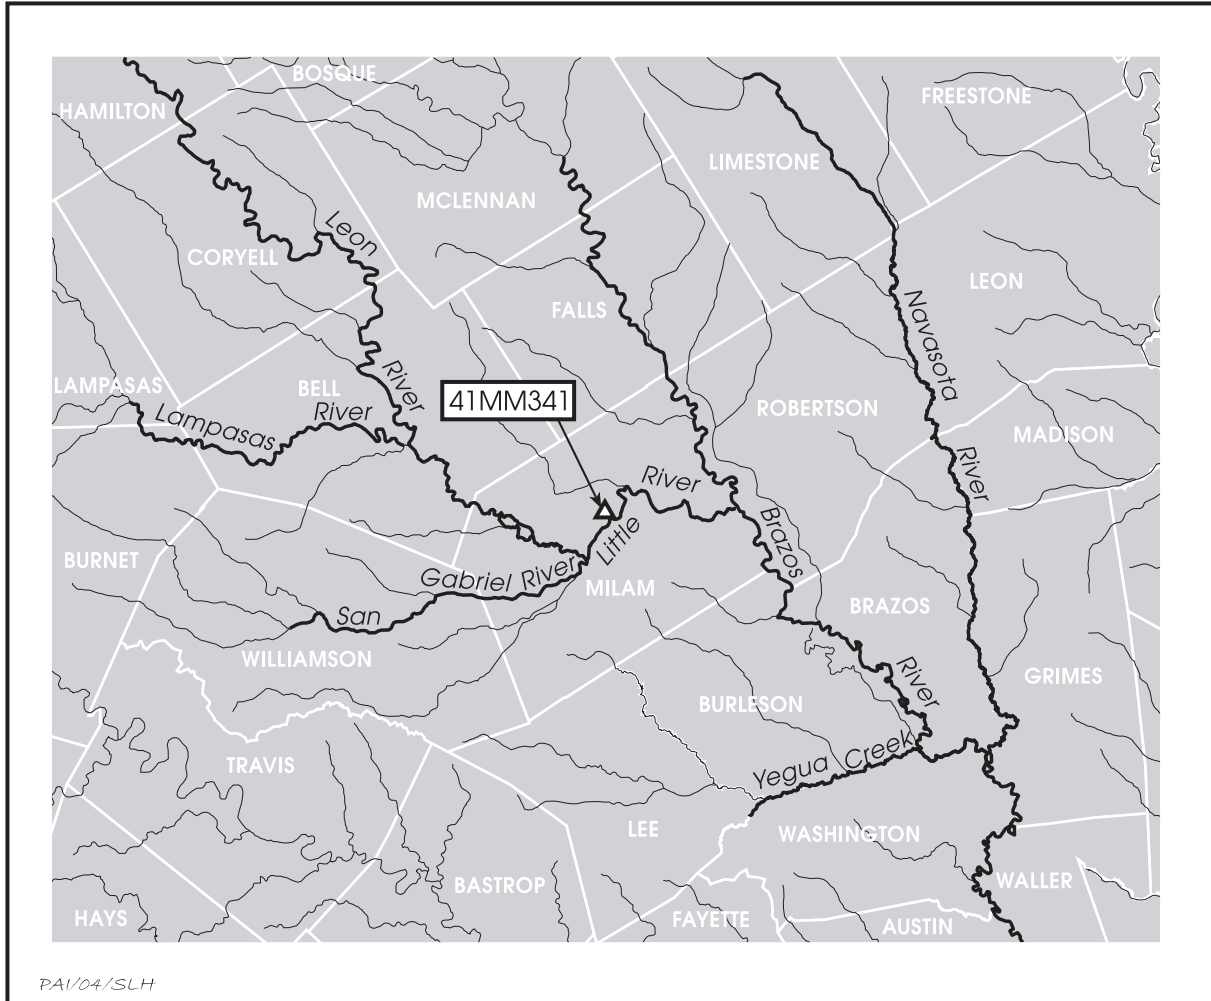 BOSQUE
HAMILTON
FREESTONE
LIMESTONE
MCLENNAN
Leon
CORYELL
LEON
Navasota
FALLS
LAMPASAS
BELL
River
41MM341
River
ROBERTSON
Lampasas
MADISON
River
River
Brazos
Little
BURNET
Gabriel River
MILAM
San
BRAZOS
WILLIAMSON
GRIMES
River
BURLESON
Yegua Creek
TRAVIS
LEE
WASHINGTON
BASTROP
WALLER
HAYS
FAYETTE
AUSTIN
PAI/04/SLH